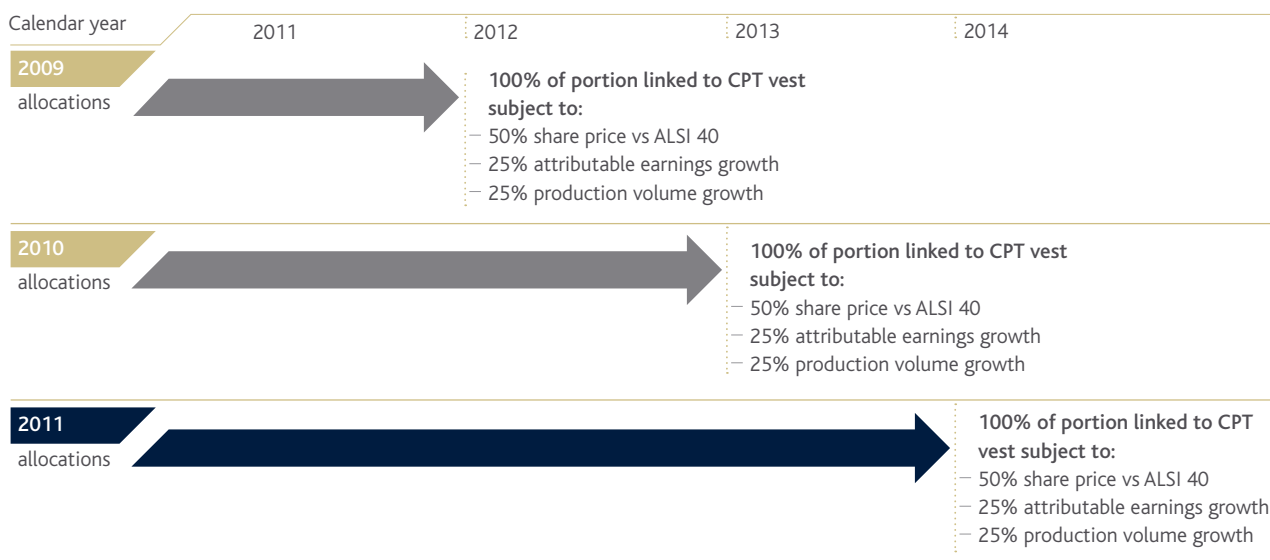 Calendar year
2011
2012
2013
2014
2009
allocations
100% of portion linked to CPT vest
subject to:
– 50% share price vs ALSI 40
– 25% attributable earnings growth
– 25% production volume growth
2010
allocations
100% of portion linked to CPT vest
subject to:
– 50% share price vs ALSI 40
– 25% attributable earnings growth
– 25% production volume growth
2011
allocations
100% of portion linked to CPT
vest subject to:
– 50% share price vs ALSI 40
– 25% attributable earnings growth
– 25% production volume growth